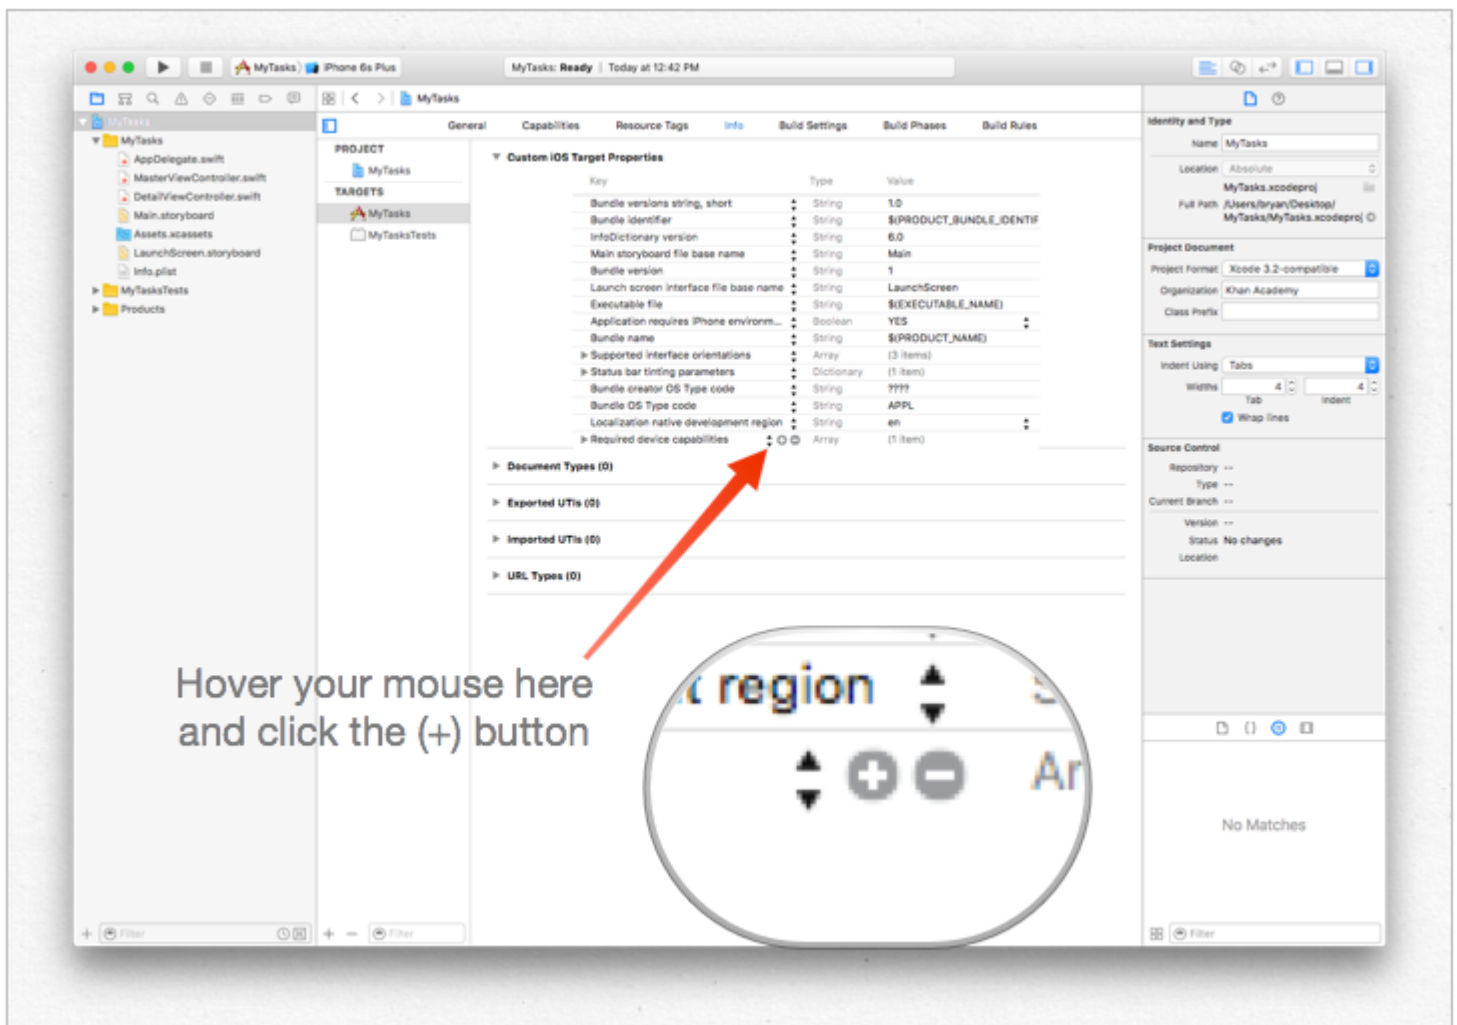 MyTasks
iPhone 6s Plus
MyTasks: Ready | Today at 12:42 PM
MyTasks
MyTasks
MyTasks
AppDelegate.swift
MasterViewController.swift
DetailViewController.swift
Main.storyboard
Assets.xcassets
LaunchScreen.storyboard
Info.plist
MyTasksTests
Products
Filter
General Capabilities Resource Tags Info Build Settings Build Phases Build Rules
PROJECT
MyTasks
TARGETS
MyTasks
MyTasksTests
Filter
Custom iOS Target Properties
Key Type Value
Bundle versions string, short String 1.0
Bundle identifier String $(PRODUCT_BUNDLE_IDENTIF
InfoDictionary version String 6.0
Main storyboard file base name String Main
Bundle version String 1
Launch screen interface file base name String LaunchScreen
Executable file String $(EXECUTABLE_NAME)
Application requires iPhone environm... Boolean YES
Bundle name String $(PRODUCT_NAME)
Supported interface orientations Array (3 items)
Status bar tinting parameters Dictionary (1 item)
Bundle creator OS Type code String ????
Bundle OS Type code String APPL
Localization native development region String en
Required device capabilities Array (1 item)
Document Types (0)
Exported UTIs (0)
Imported UTIs (0)
URL Types (0)
Hover your mouse here
and click the (+) button
t region S
Ar
Identity and Type
Name MyTasks
Location Absolute
MyTasks.xcodeproj
Full Path /Users/bryan/Desktop/
MyTasks/MyTasks.xcodeproj
Project Document
Project Format Xcode 3.2-compatible
Organization Khan Academy
Class Prefix
Text Settings
Indent Using Tabs
Widths 4 4
Tab Indent
Wrap lines
Source Control
Repository --
Type --
Current Branch --
Version --
Status No changes
Location
No Matches
Filter